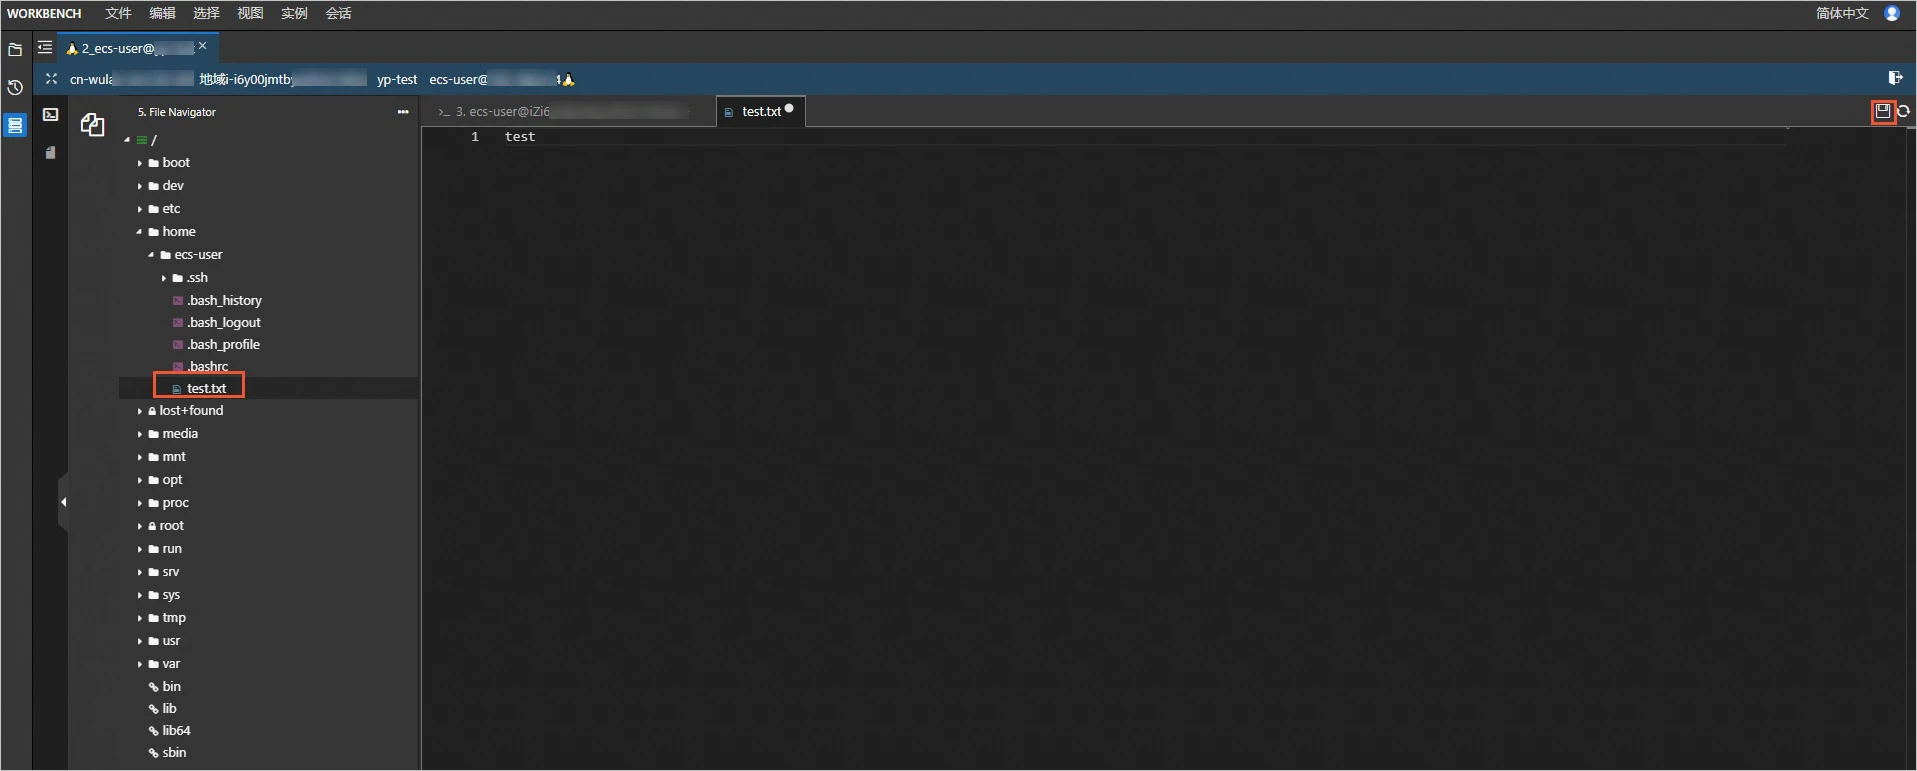 WORKBENCH 文件 编辑 选择 视图 实例 会话 简体中文
2_ecs-user@
cn-wula 地域i-i6y00jmtby yp-test ecs-user@
5. File Navigator
3. ecs-user@iZi6 test.txt
1 test
/
boot
dev
etc
home
ecs-user
.ssh
.bash_history
.bash_logout
.bash_profile
.bashrc
test.txt
lost+found
media
mnt
opt
proc
root
run
srv
sys
tmp
usr
var
bin
lib
lib64
sbin